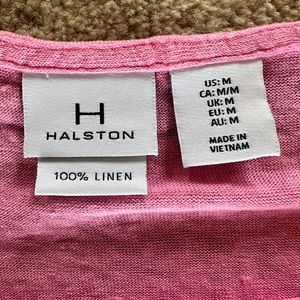 H
HALSTON
100% LINEN
US: M
CA: M/M
UK: M
EU: M
AU: M
MADE IN
VIETNAM